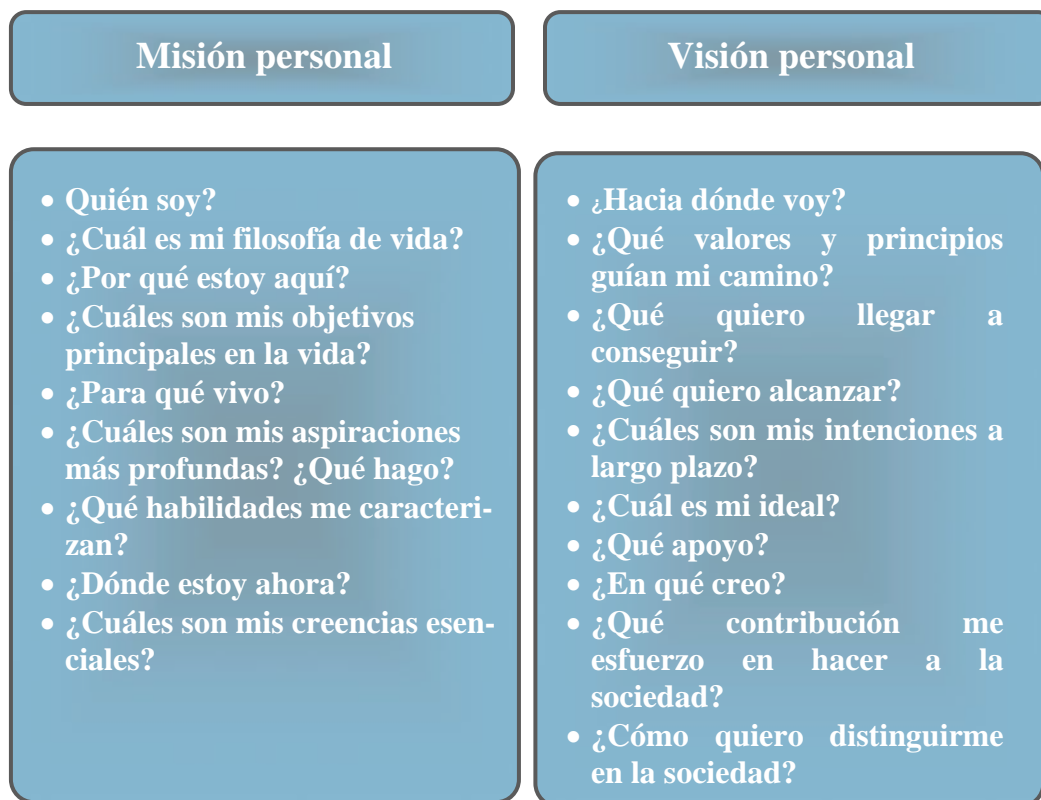 Misión personal
Visión personal
• Quién soy?
• ¿Cuál es mi filosofía de vida?
• ¿Por qué estoy aquí?
• ¿Cuáles son mis objetivos
principales en la vida?
• ¿Para qué vivo?
• ¿Cuáles son mis aspiraciones
más profundas? ¿Qué hago?
• ¿Qué habilidades me caracteri-
zan?
• ¿Dónde estoy ahora?
• ¿Cuáles son mis creencias esen-
ciales?
• ¿Hacia dónde voy?
• ¿Qué valores y principios
guían mi camino?
• ¿Qué quiero llegar a
conseguir?
• ¿Qué quiero alcanzar?
• ¿Cuáles son mis intenciones a
largo plazo?
• ¿Cuál es mi ideal?
• ¿Qué apoyo?
• ¿En qué creo?
• ¿Qué contribución me
esfuerzo en hacer a la
sociedad?
• ¿Cómo quiero distinguirme
en la sociedad?